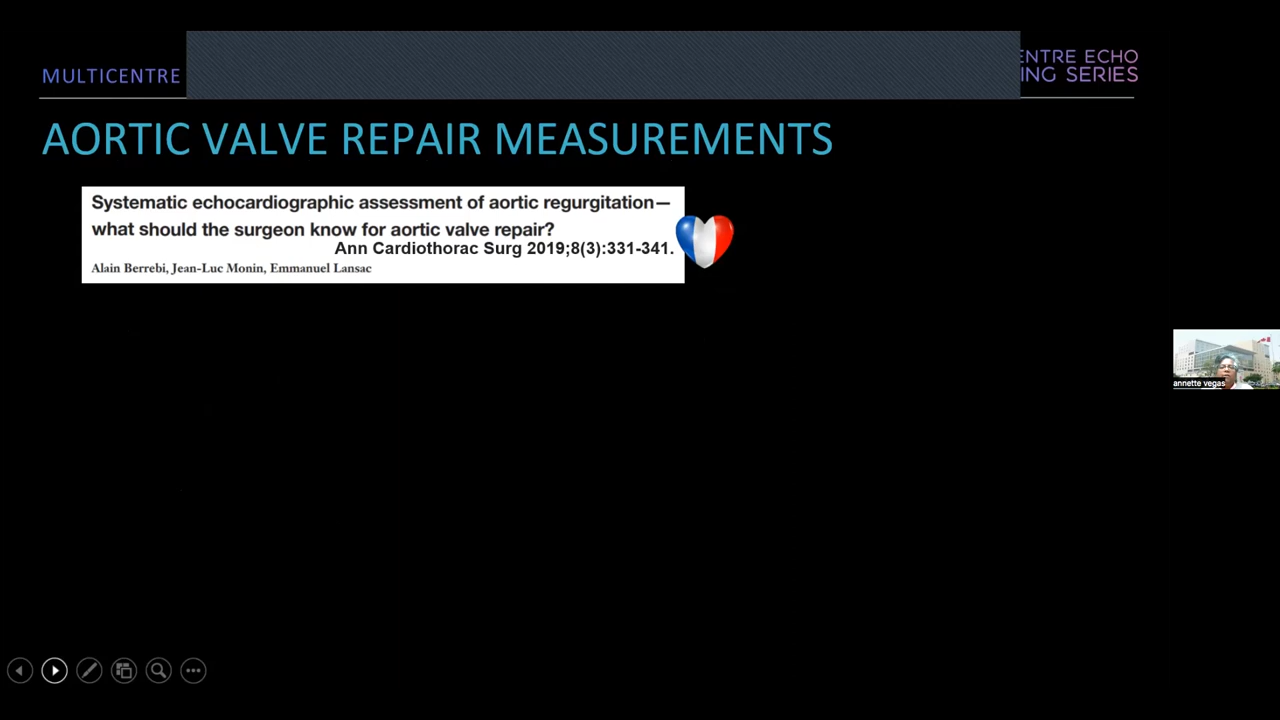 MULTICENTRE
ENTRE ECHO
ING SERIES
AORTIC VALVE REPAIR MEASUREMENTS
Systematic echocardiographic assessment of aortic regurgitation—
what should the surgeon know for aortic valve repair?
Ann Cardiothorac Surg 2019;8(3):331-341.
Alain Berrebi, Jean-Luc Monin, Emmanuel Lansac
annette vegas